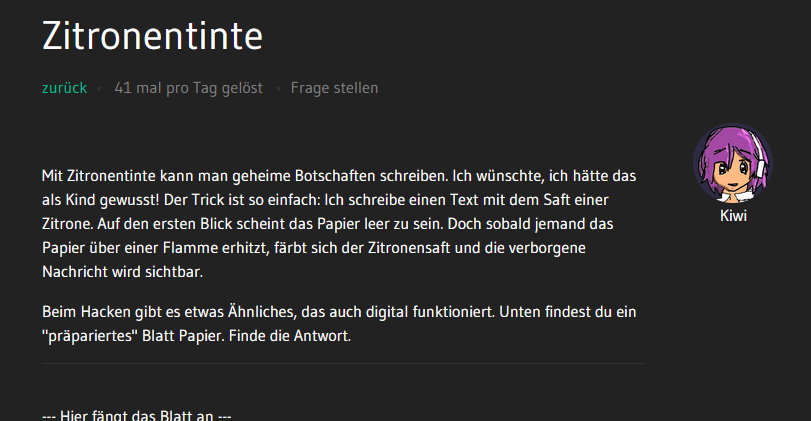 Zitronentinte
zurück • 41 mal pro Tag gelöst • Frage stellen
Mit Zitronentinte kann man geheime Botschaften schreiben. Ich wünschte, ich hätte das
als Kind gewusst! Der Trick ist so einfach: Ich schreibe einen Text mit dem Saft einer
Zitrone. Auf den ersten Blick scheint das Papier leer zu sein. Doch sobald jemand das
Papier über einer Flamme erhitzt, färbt sich der Zitronensaft und die verborgene
Nachricht wird sichtbar.
Kiwi
Beim Hacken gibt es etwas Ähnliches, das auch digital funktioniert. Unten findest du ein
"präpariertes" Blatt Papier. Finde die Antwort.
--- Hier fängt das Blatt an ---